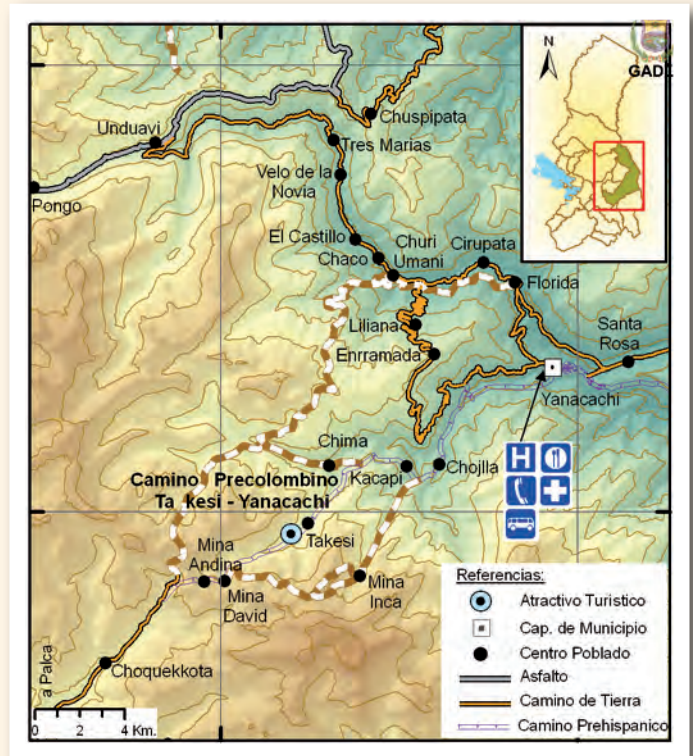 N
GADL
Chuspipata
Unduavi
Tres Marias
Velo de la
Novia
Pongo
El Castillo
Churi
Umani
Cirupata
Chaco
Florida
Liliana
Santa
Rosa
Enrramada
Yanacachi
Chima
Chojlla
Kacapi
Camino Precolombino
Ta kesi - Yanacachi
H
Takesi
Mina
Andina
Mina
David
Mina
Inca
Choquekkota
a Palca
0 2 4 Km.
Referencias:
Atractivo Turistico
Cap. de Municipio
Centro Poblado
Asfalto
Camino de Tierra
Camino Prehispanico